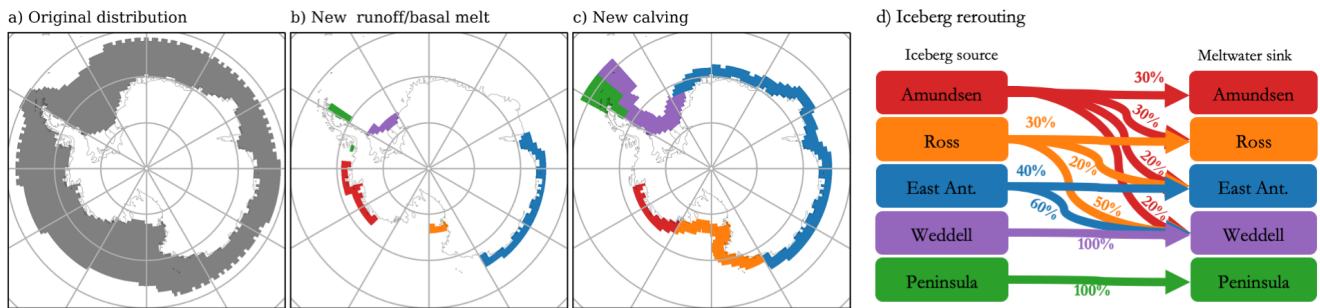 a) Original distribution
b) New runoff/basal melt
c) New calving
d) Iceberg rerouting
Iceberg source
Meltwater sink
Amundsen
30%
Amundsen
30%
Ross
30%
20%
Ross
20%
East Ant.
40%
East Ant.
60%
50%
20%
Weddell
100%
Weddell
Peninsula
100%
Peninsula